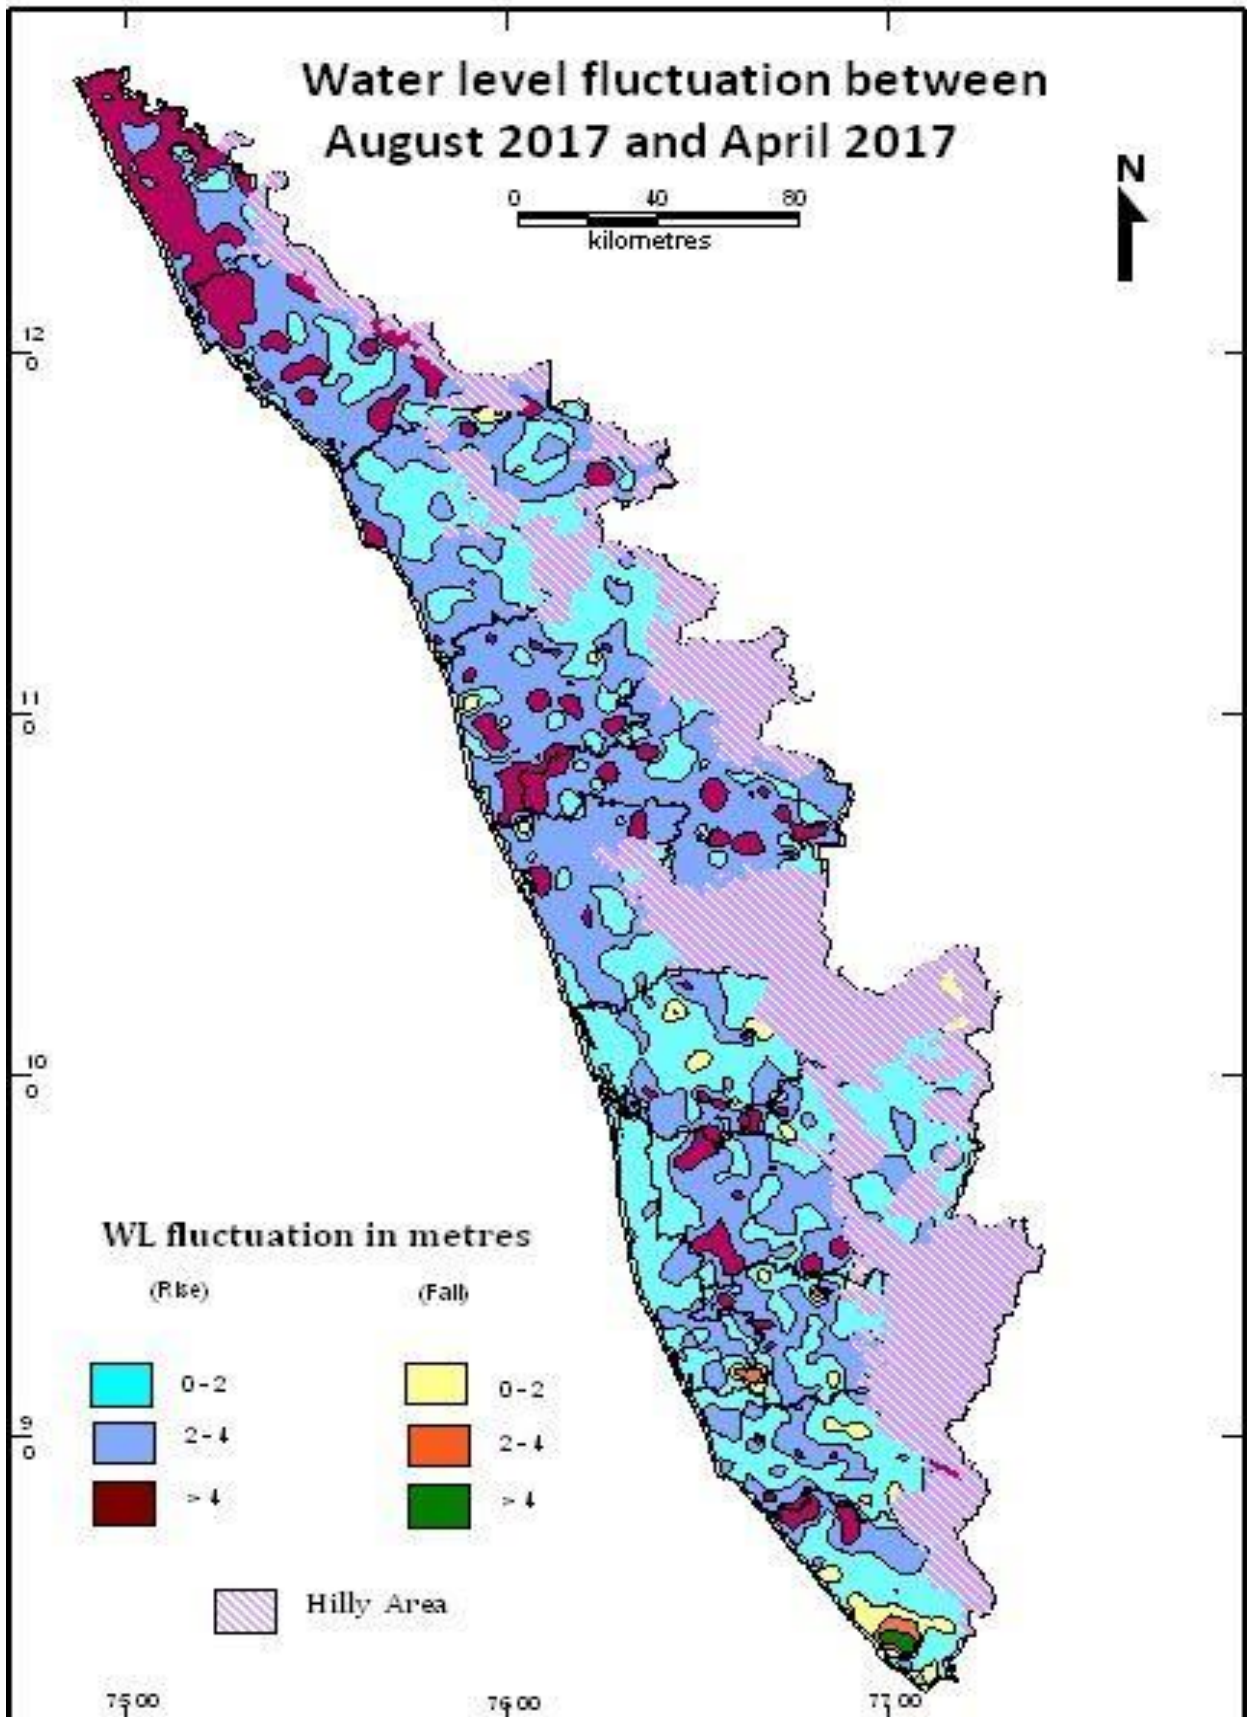 Water level fluctuation between
August 2017 and April 2017
N
0 40 80
kilometres
12
0
11
0
10
0
9
0
WL fluctuation in metres
(Rise) (Fall)
0-2 0-2
2-4 2-4
>4 >4
Hilly Area
75 00 76 00 77 00